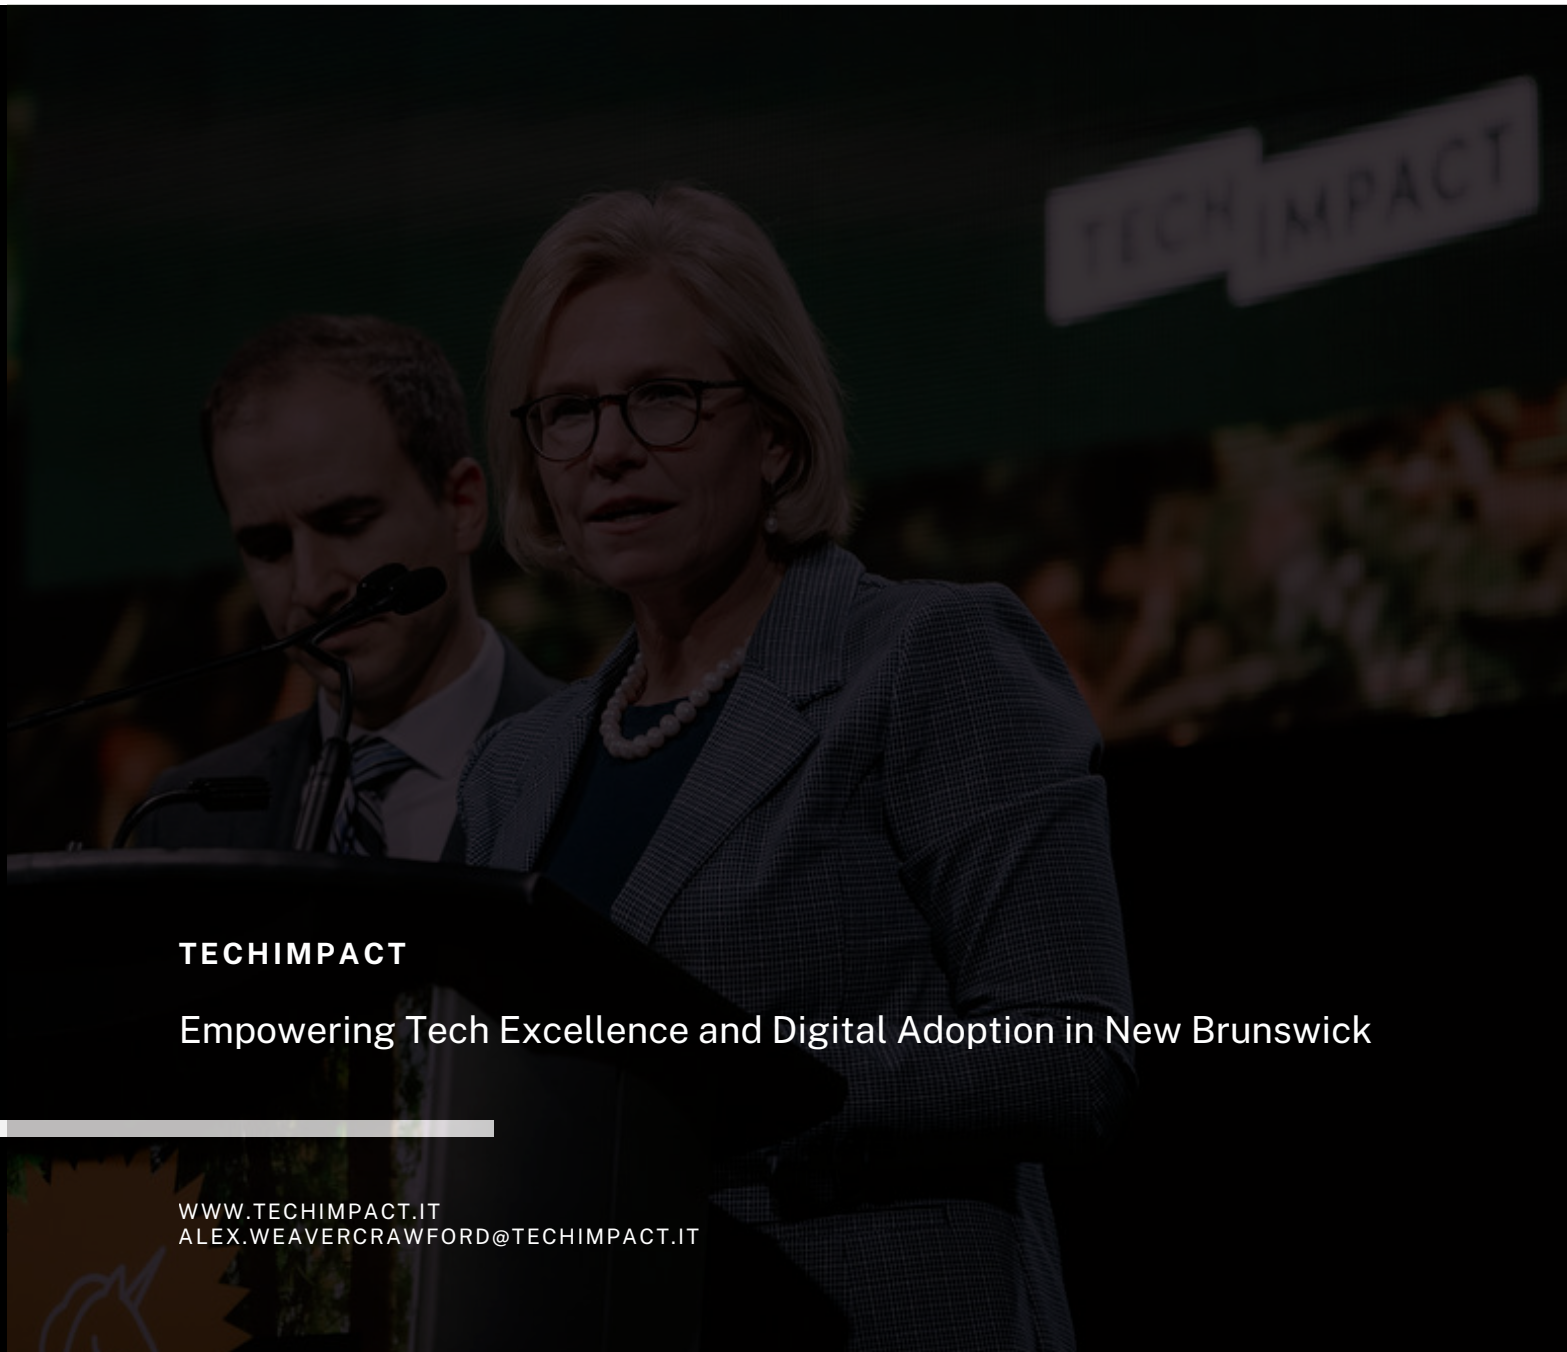 TECH IMPACT
TECHIMPACT
Empowering Tech Excellence and Digital Adoption in New Brunswick
WWW.TECHIMPACT.IT
ALEX.WEAVERCRAWFORD@TECHIMPACT.IT